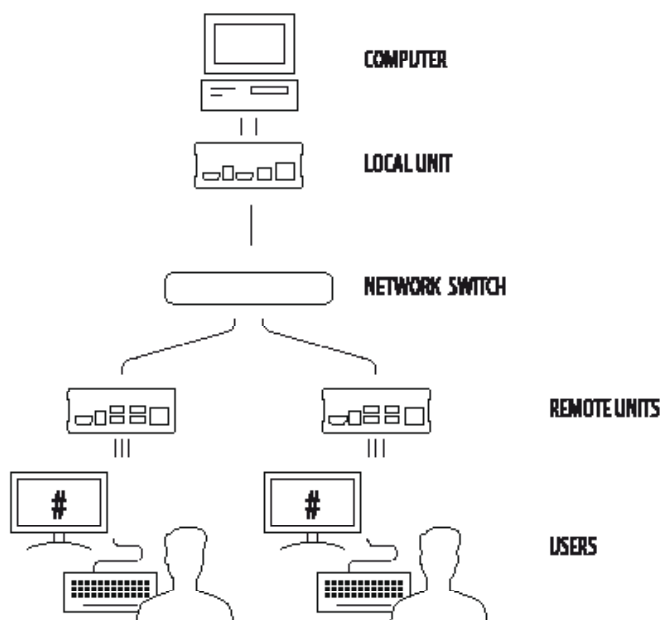 COMPUTER
LOCAL UNIT
NETWORK SWITCH
REMOTE UNITS
#
#
USERS